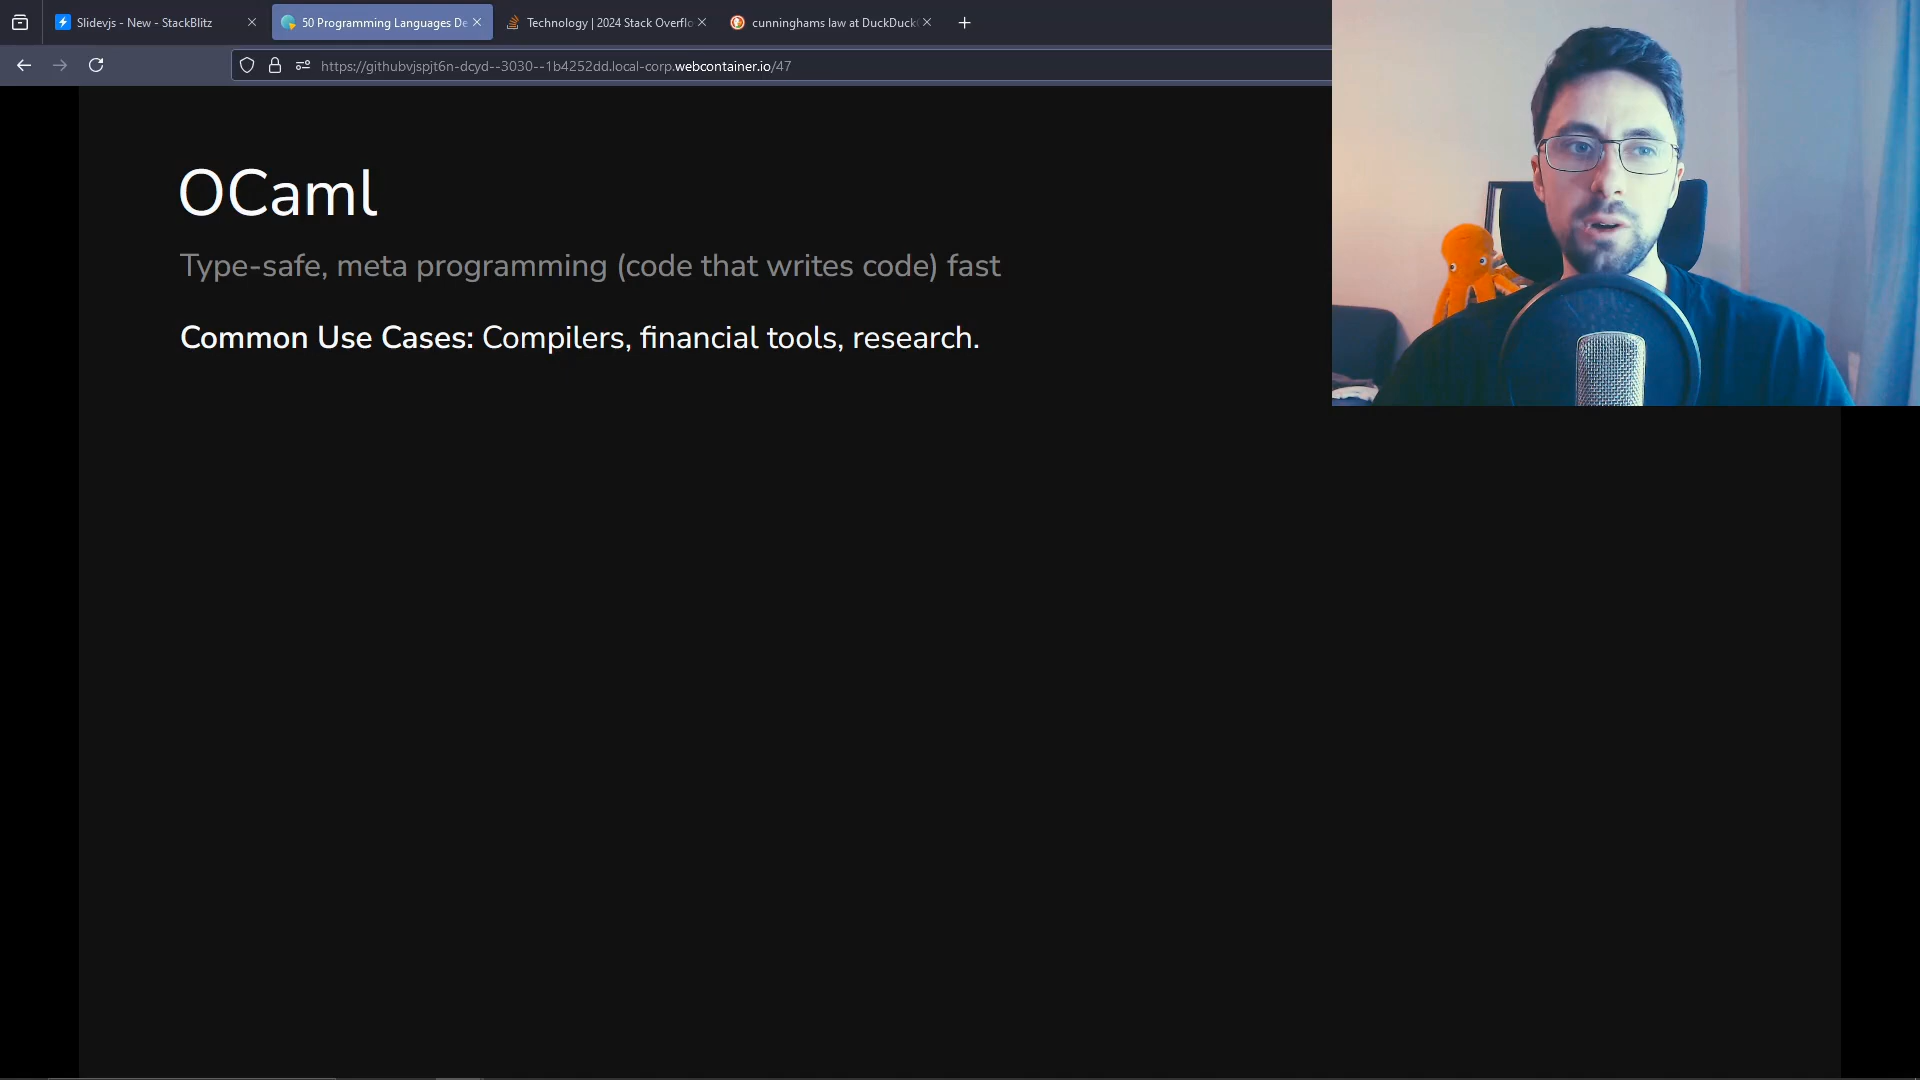 Slidevjs - New - StackBlitz
50 Programming Languages De
Technology | 2024 Stack Overflo
cunninghams law at DuckDuck
https://githubvjspjt6n-dcyd--3030--1b4252dd.local-corp.webcontainer.io/47
OCaml
Type-safe, meta programming (code that writes code) fast
Common Use Cases: Compilers, financial tools, research.